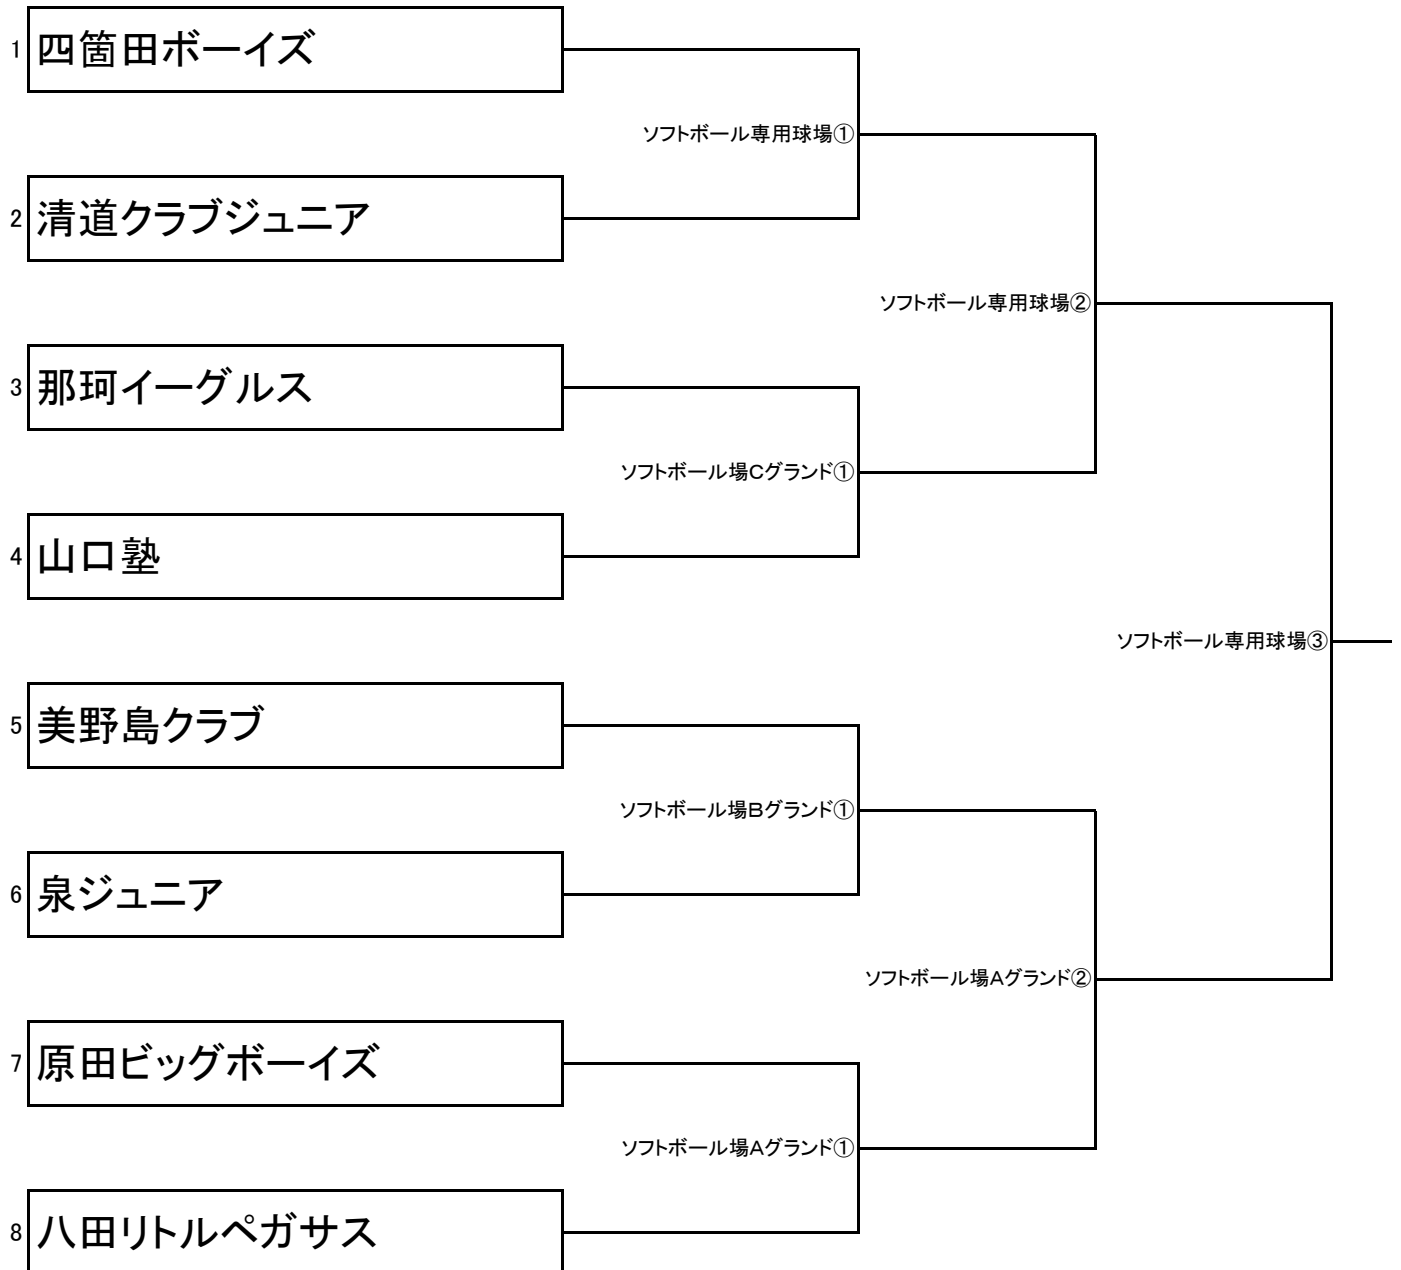 1 四箇田ボーイズ
ソフトボール専用球場①
2 清道クラブジュニア
ソフトボール専用球場②
3 那珂イーグルス
ソフトボール場Cグランド①
4 山口塾
ソフトボール専用球場③
5 美野島クラブ
ソフトボール場Bグランド①
6 泉ジュニア
ソフトボール場Aグランド②
7 原田ビッグボーイズ
ソフトボール場Aグランド①
8 八田リトルペガサス